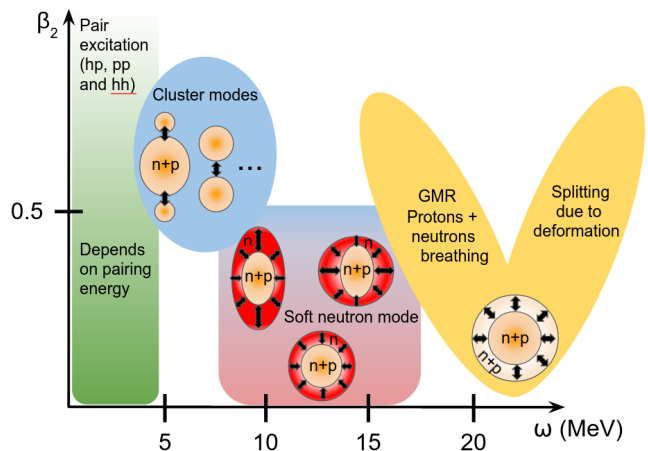 β2
Pair
excitation
(hp, pp
and hh)
Cluster modes
n+p
...
0.5
GMR
Protons +
neutrons
breathing
Splitting
due to
deformation
Depends
on pairing
energy
n
n+p
n
n+p
Soft neutron mode
n
n+p
n+p
n+p
5
10
15
20
ω (MeV)